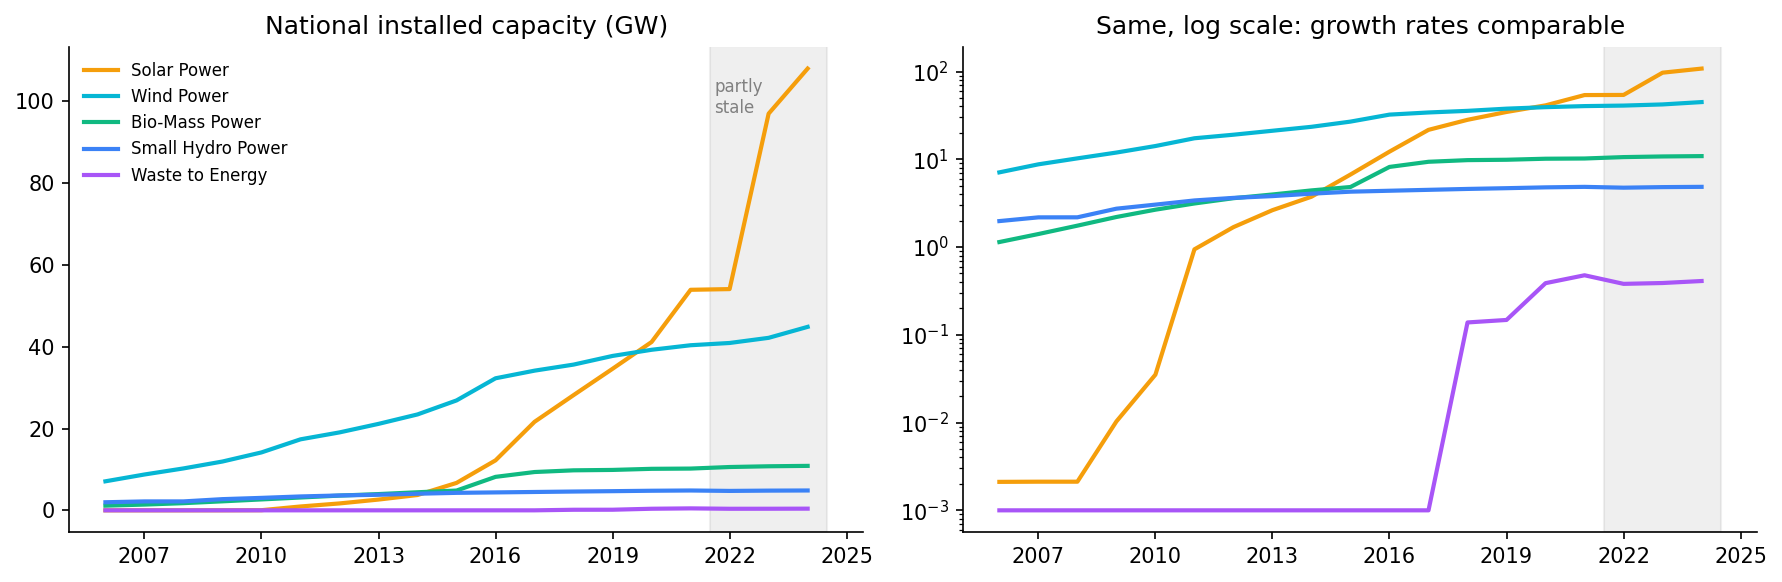 National installed capacity (GW)
Solar Power
Wind Power
Bio-Mass Power
Small Hydro Power
Waste to Energy
partly
stale
100
80
60
40
20
0
2007 2010 2013 2016 2019 2022 2025
Same, log scale: growth rates comparable
10²
10¹
10⁰
10⁻¹
10⁻²
10⁻³
2007 2010 2013 2016 2019 2022 2025